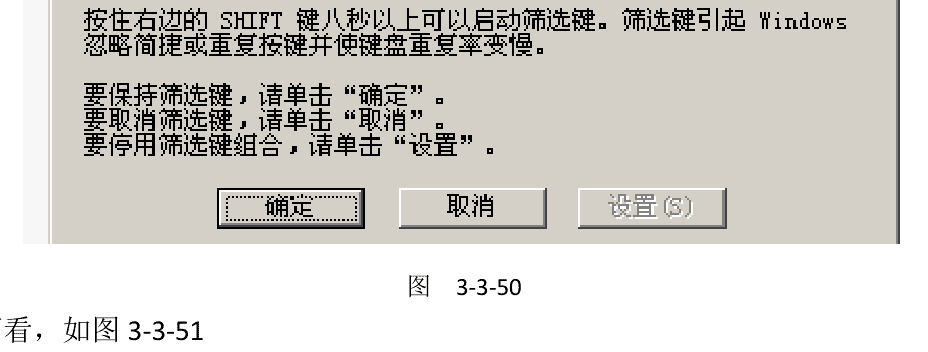 按住右边的 SHIFT 键八秒以上可以启动筛选键。筛选键引起 Windows
忽略简捷或重复按键并使键盘重复率变慢。
要保持筛选键，请单击“确定”。
要取消筛选键，请单击“取消”。
要停用筛选键组合，请单击“设置”。
确定 取消 设置(S)
图 3-3-50
看，如图 3-3-51